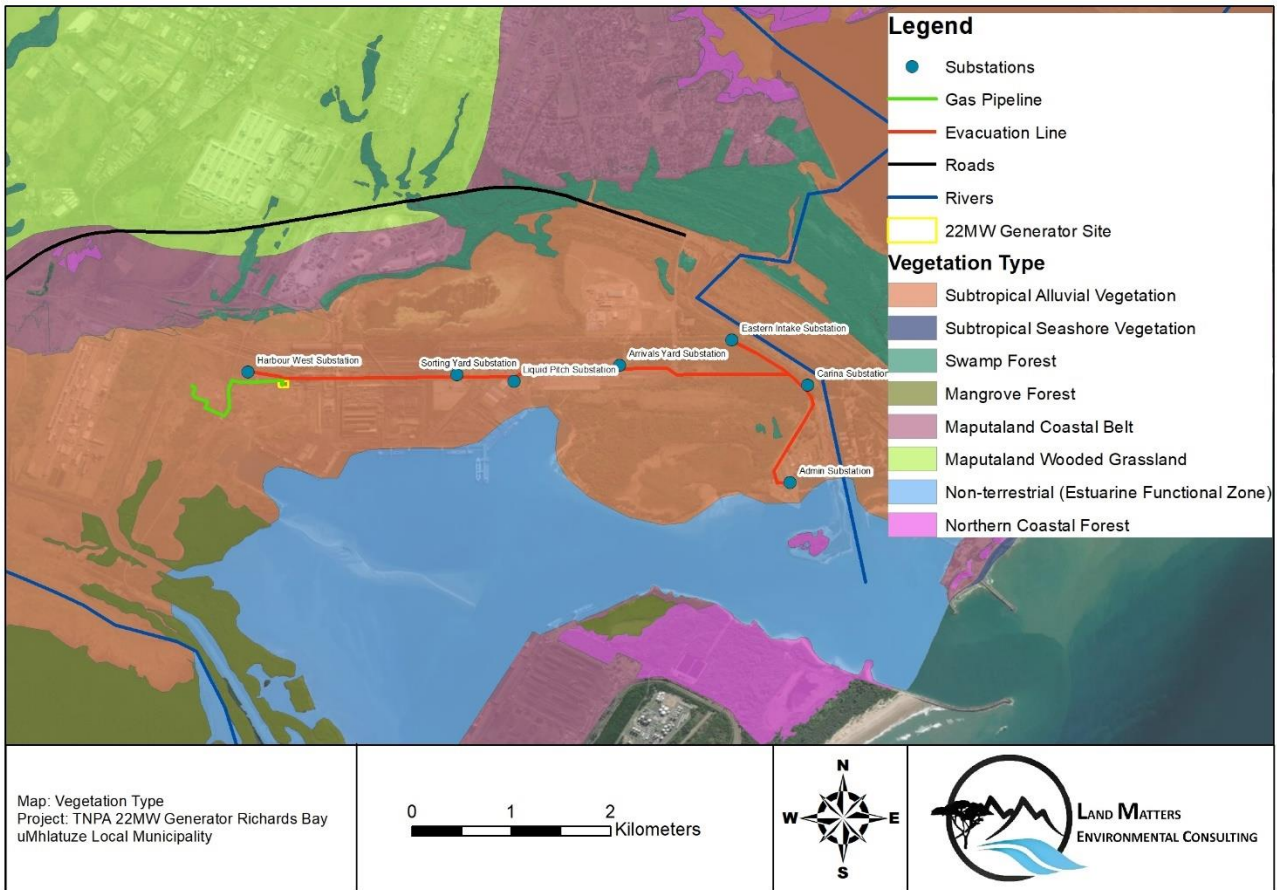 Legend
Substations
Gas Pipeline
Evacuation Line
Roads
Rivers
22MW Generator Site
Vegetation Type
Subtropical Alluvial Vegetation
Subtropical Seashore Vegetation
Swamp Forest
Mangrove Forest
Maputaland Coastal Belt
Maputaland Wooded Grassland
Non-terrestrial (Estuarine Functional Zone)
Northern Coastal Forest
Eastern Intake Substation
Harbour West Substation
Sorting Yard Substation
Arrivals Yard Substation
Liquid Pitch Substation
Carina Substation
Admin Substation
Map: Vegetation Type
Project: TNPA 22MW Generator Richards Bay
uMhlatuze Local Municipality
0 1 2
Kilometers
N
W E
S
LAND MATTERS
ENVIRONMENTAL CONSULTING